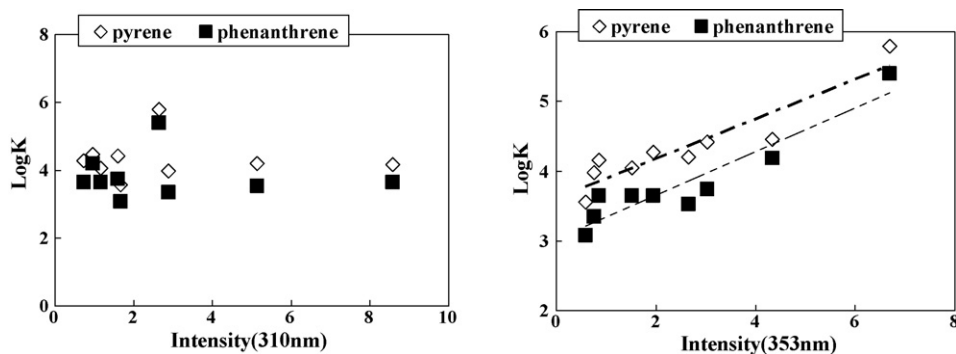 pyrene phenanthrene
8
6
4
2
0
LogK
0 2 4 6 8 10
Intensity(310nm)
pyrene phenanthrene
6
5
4
3
2
LogK
0 2 4 6 8
Intensity(353nm)